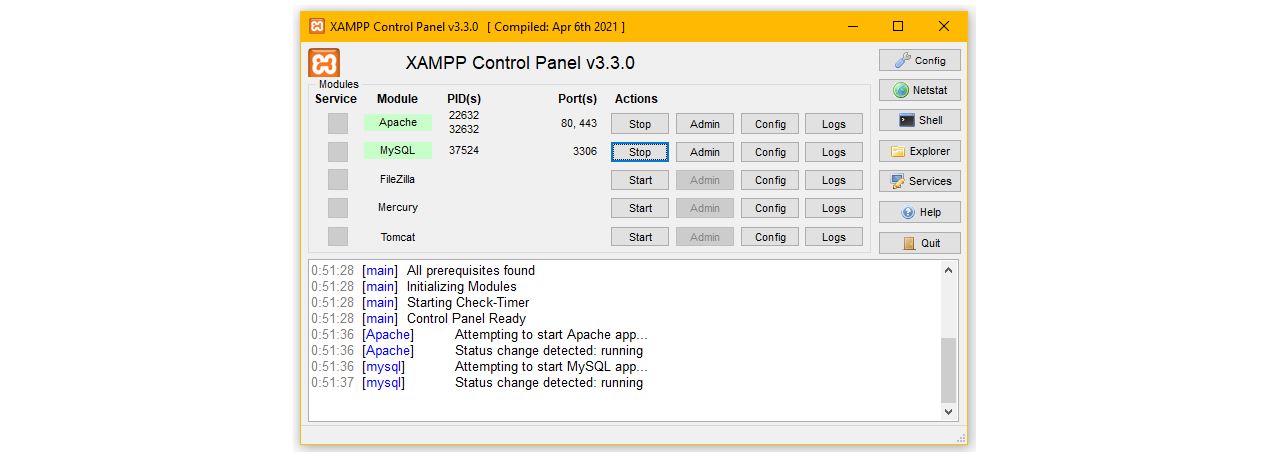 XAMPP Control Panel v3.3.0 [ Compiled: Apr 6th 2021 ]
XAMPP Control Panel v3.3.0
Config
Modules
Service Module PID(s) Port(s) Actions
Netstat
Apache 22632 32632 80, 443 Stop Admin Config Logs
Shell
MySQL 37524 3306 Stop Admin Config Logs
Explorer
FileZilla Start Admin Config Logs
Services
Mercury Start Admin Config Logs
Help
Tomcat Start Admin Config Logs
Quit
0:51:28 [main] All prerequisites found
0:51:28 [main] Initializing Modules
0:51:28 [main] Starting Check-Timer
0:51:28 [main] Control Panel Ready
0:51:36 [Apache] Attempting to start Apache app...
0:51:36 [Apache] Status change detected: running
0:51:36 [mysql] Attempting to start MySQL app...
0:51:37 [mysql] Status change detected: running